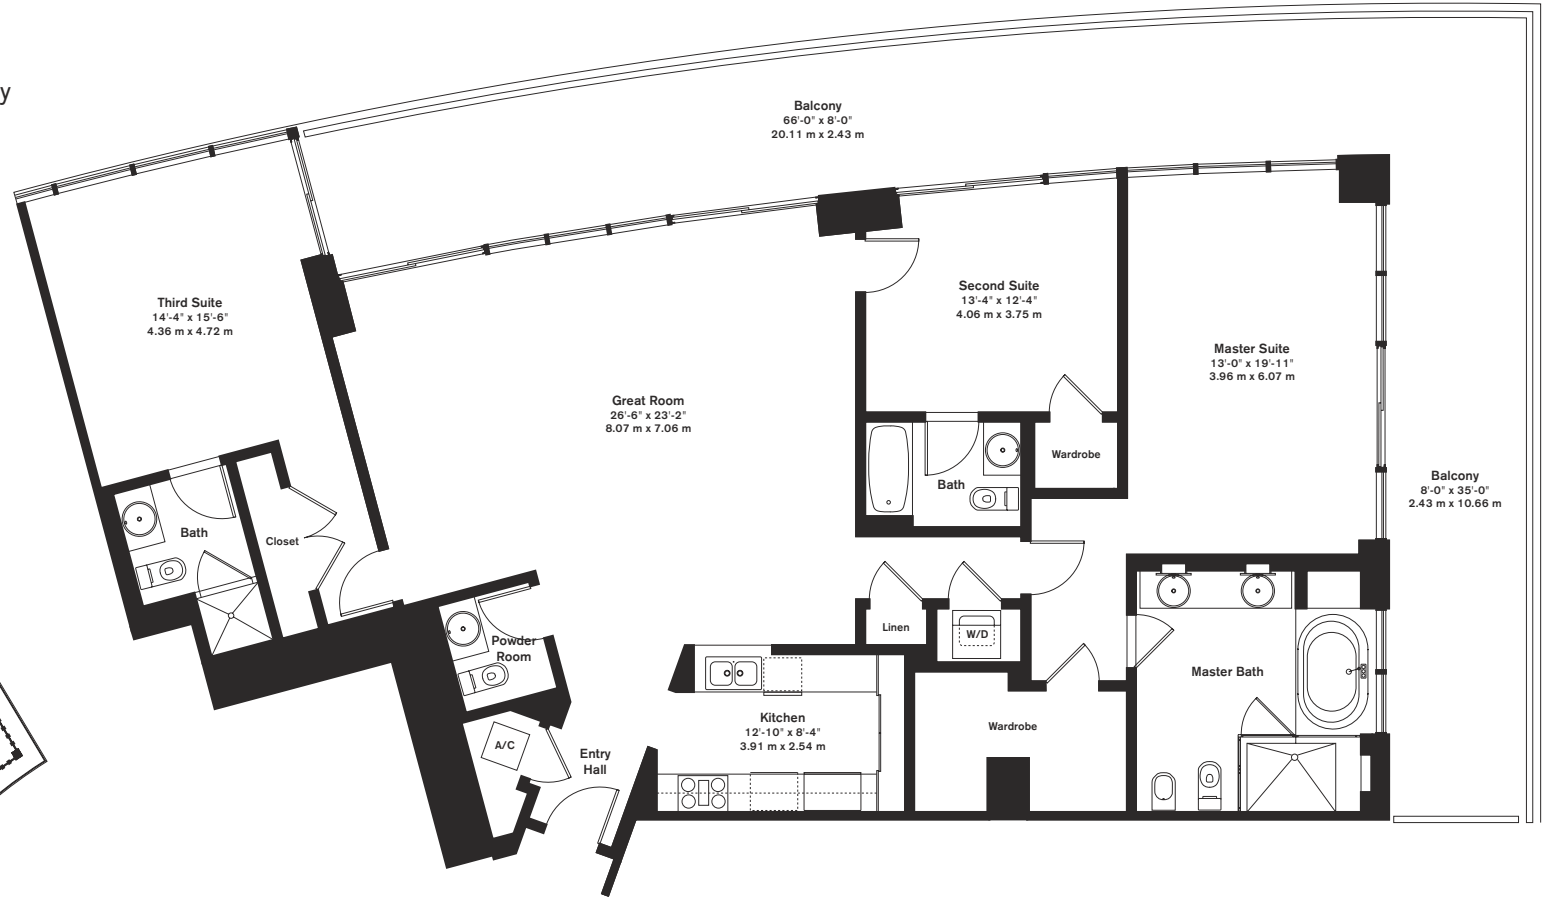 y
Balcony
66'-0" x 8'-0"
20.11 m x 2.43 m
Third Suite
14'-4" x 15'-6"
4.36 m x 4.72 m
Second Suite
13'-4" x 12'-4"
4.06 m x 3.75 m
Master Suite
13'-0" x 19'-11"
3.96 m x 6.07 m
Great Room
26'-6" x 23'-2"
8.07 m x 7.06 m
Wardrobe
Bath
Balcony
8'-0" x 35'-0"
2.43 m x 10.66 m
Bath
Closet
Linen
W/D
Powder
Room
Master Bath
Kitchen
12'-10" x 8'-4"
3.91 m x 2.54 m
Wardrobe
A/C
Entry
Hall